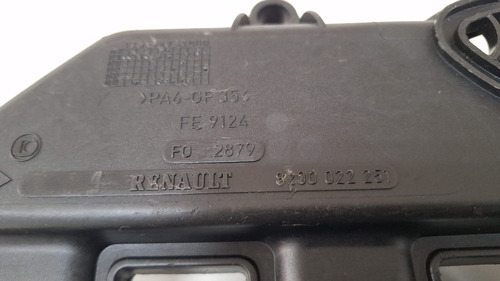 >PA6-GF35<
FE 9124
FO 2879
K
RENAULT 8200 022 251